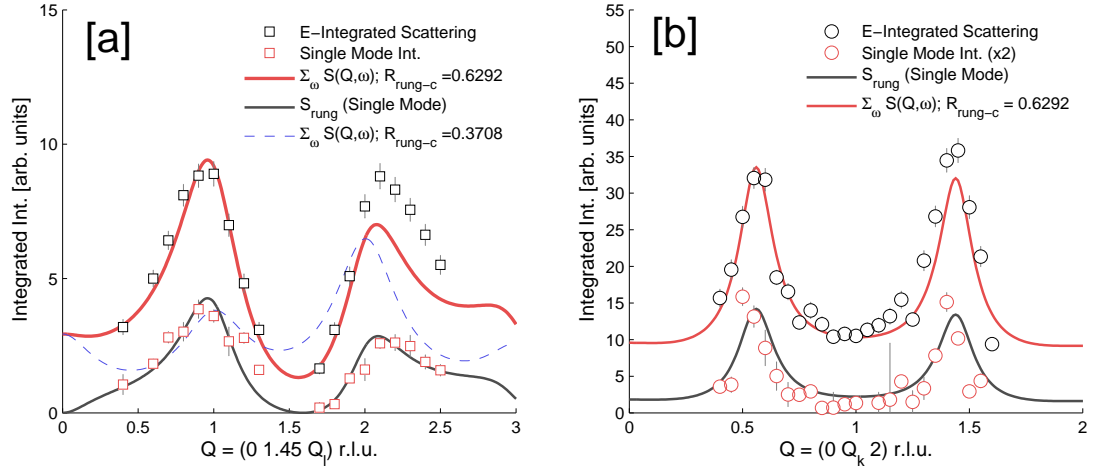 [a]
E-Integrated Scattering
Single Mode Int.
Σω S(Q,ω); Rrung-c =0.6292
Srung (Single Mode)
Σω S(Q,ω); Rrung-c =0.3708
Integrated Int. [arb. units]
15
10
5
0
0 0.5 1 1.5 2 2.5 3
Q = (0 1.45 Ql) r.l.u.
[b]
E-Integrated Scattering
Single Mode Int. (x2)
Srung (Single Mode)
Σω S(Q,ω); Rrung-c = 0.6292
Integrated Int. [arb. units]
55
50
45
40
35
30
25
20
15
10
5
0
0 0.5 1.0 1.5 2
Q = (0 Qk 2) r.l.u.